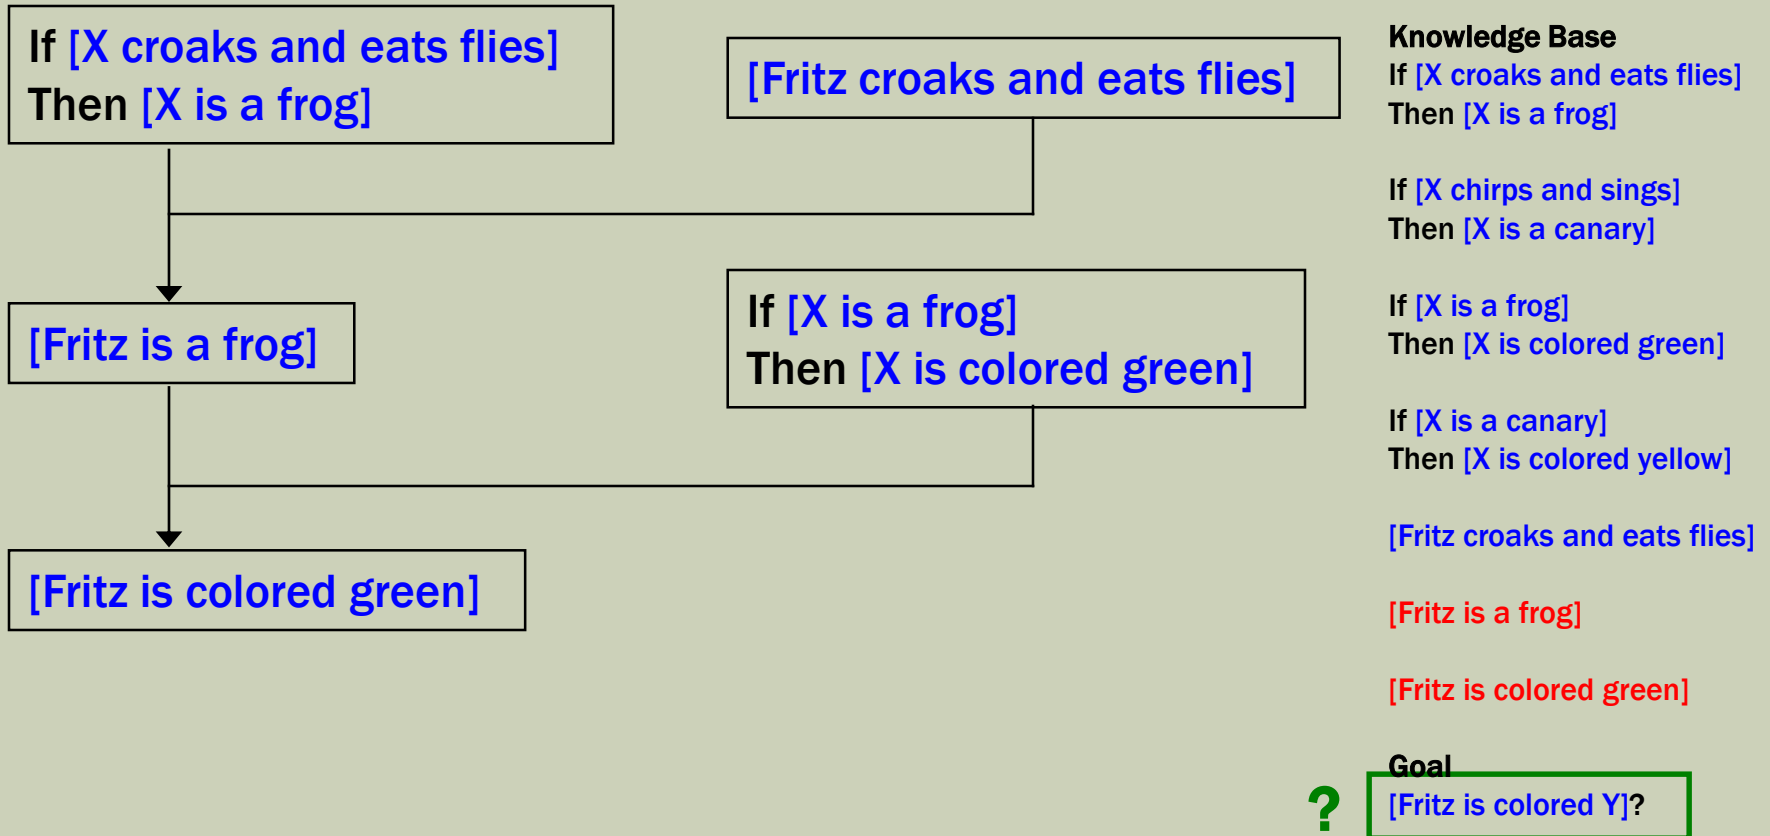 If [X croaks and eats flies]
Then [X is a frog]
[Fritz croaks and eats flies]
[Fritz is a frog]
If [X is a frog]
Then [X is colored green]
[Fritz is colored green]
Knowledge Base
If [X croaks and eats flies]
Then [X is a frog]
If [X chirps and sings]
Then [X is a canary]
If [X is a frog]
Then [X is colored green]
If [X is a canary]
Then [X is colored yellow]
[Fritz croaks and eats flies]
[Fritz is a frog]
[Fritz is colored green]
Goal
? [Fritz is colored Y]?